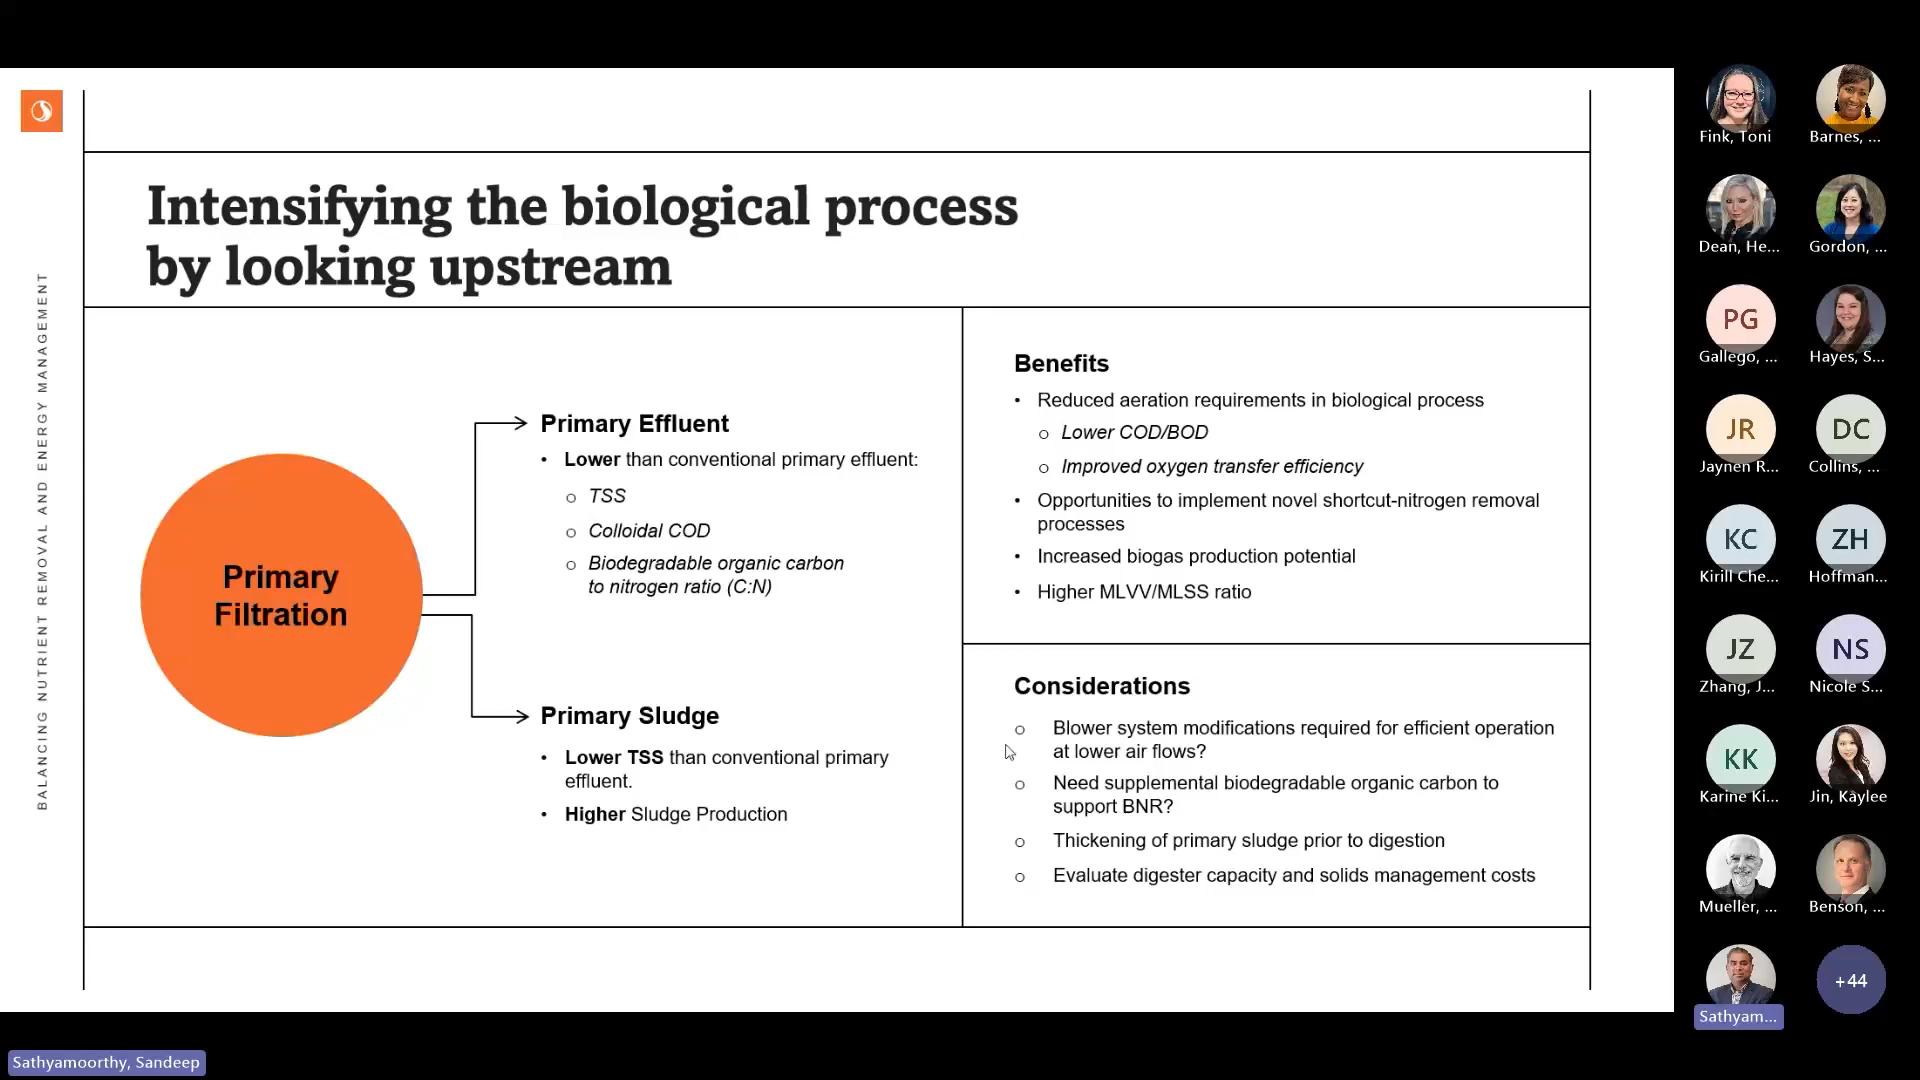 BALANCING NUTRIENT REMOVAL AND ENERGY MANAGEMENT
Intensifying the biological process
by looking upstream
Primary
Filtration
Primary Effluent
• Lower than conventional primary effluent:
o TSS
o Colloidal COD
o Biodegradable organic carbon
to nitrogen ratio (C:N)
Primary Sludge
• Lower TSS than conventional primary
effluent.
• Higher Sludge Production
Benefits
• Reduced aeration requirements in biological process
o Lower COD/BOD
o Improved oxygen transfer efficiency
• Opportunities to implement novel shortcut-nitrogen removal
processes
• Increased biogas production potential
• Higher MLVV/MLSS ratio
Considerations
o Blower system modifications required for efficient operation
at lower air flows?
o Need supplemental biodegradable organic carbon to
support BNR?
o Thickening of primary sludge prior to digestion
o Evaluate digester capacity and solids management costs
Fink, Toni
Barnes, ...
Dean, He...
Gordon, ...
PG
Gallego, ...
Hayes, S...
JR
Jaynen R...
DC
Collins, ...
KC
Kirill Che...
ZH
Hoffman...
JZ
Zhang, J...
NS
Nicole S...
KK
Karine Ki...
Jin, Kaylee
Mueller, ...
Benson, ...
Sathyam...
+44
Sathyamoorthy, Sandeep